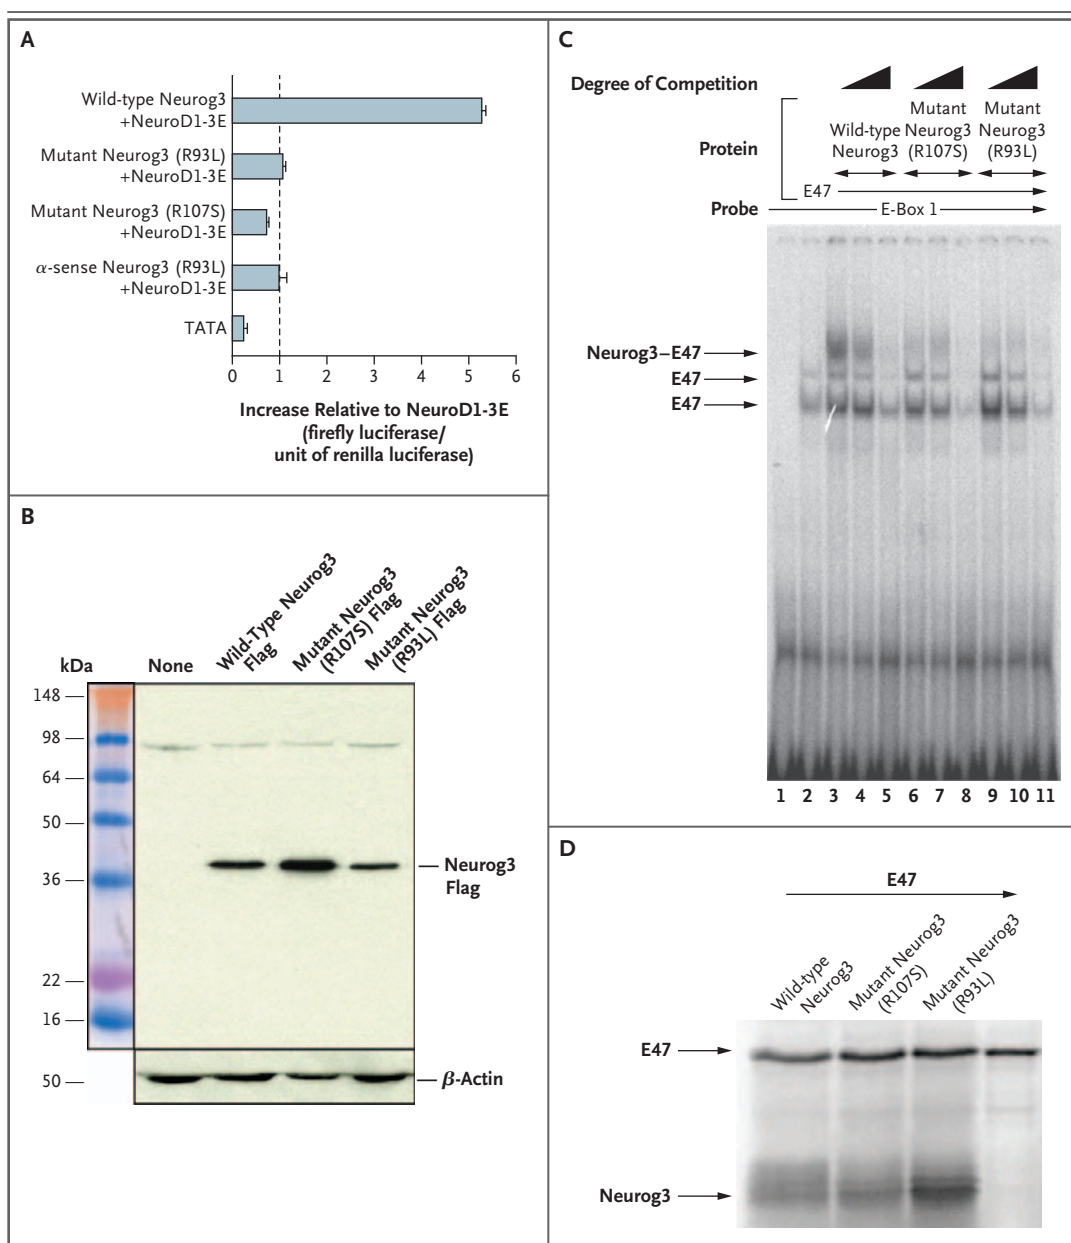 A
Wild-type Neurog3
+NeuroD1-3E
Mutant Neurog3 (R93L)
+NeuroD1-3E
Mutant Neurog3 (R107S)
+NeuroD1-3E
α-sense Neurog3 (R93L)
+NeuroD1-3E
TATA
0 1 2 3 4 5 6
Increase Relative to NeuroD1-3E
(firefly luciferase/
unit of renilla luciferase)
B
kDa
None
Wild-Type Neurog3
Flag
Mutant Neurog3
(R107S) Flag
Mutant Neurog3
(R93L) Flag
148
98
64
50
36
22
16
50
Neurog3
Flag
β-Actin
C
Degree of Competition
Protein
Wild-type
Neurog3
Mutant
Neurog3
(R107S)
Mutant
Neurog3
(R93L)
E47
Probe
E-Box 1
Neurog3–E47
E47
E47
1 2 3 4 5 6 7 8 9 10 11
D
E47
Wild-type
Neurog3
Mutant Neurog3
(R107S)
Mutant Neurog3
(R93L)
E47
Neurog3